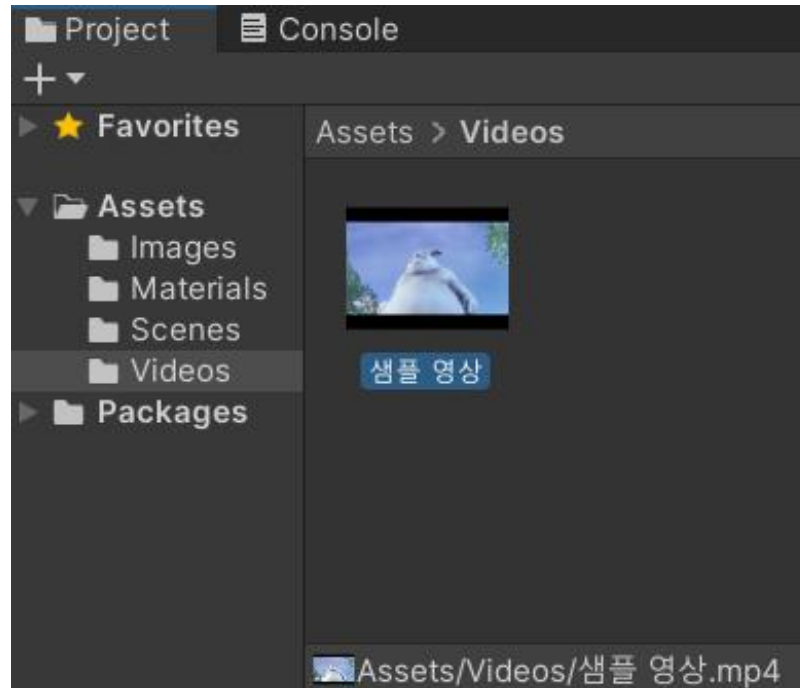 Project Console
Favorites
Assets
Images
Materials
Scenes
Videos
Packages
Assets > Videos
샘플 영상
Assets/Videos/샘플 영상.mp4